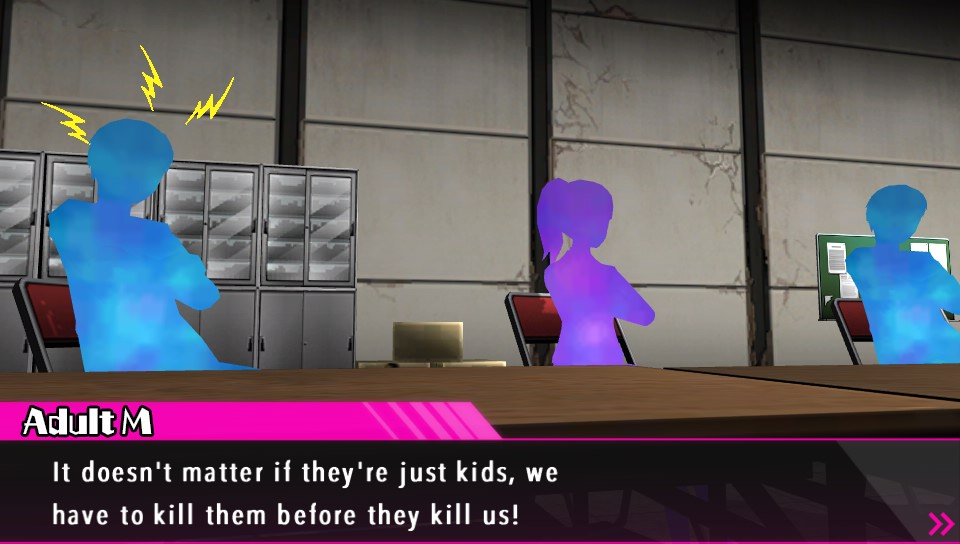 Adult M
It doesn't matter if they're just kids, we
have to kill them before they kill us!